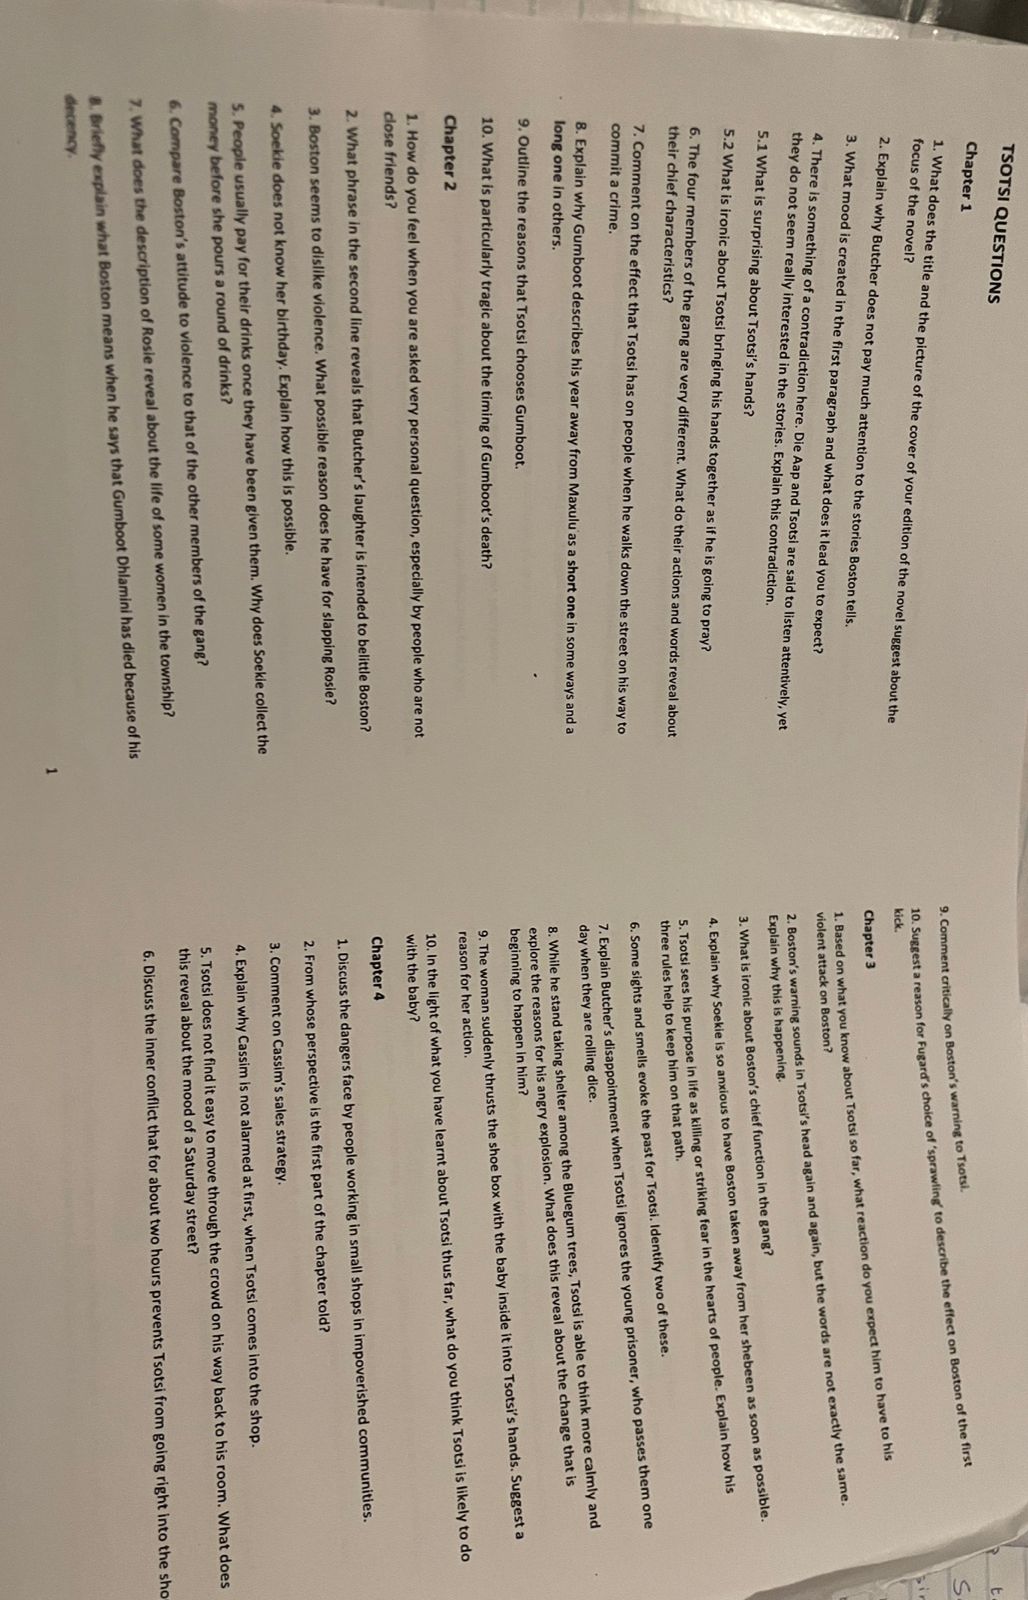 TSOTSI QUESTIONS
Chapter 1
1. What does the title and the picture of the cover of your edition of the novel suggest about the
focus of the novel?
2. Explain why Butcher does not pay much attention to the stories Boston tells.
3. What mood is created in the first paragraph and what does it lead you to expect?
4. There is something of a contradiction here. Die Aap and Tsotsi are said to listen attentively, yet
they do not seem really interested in the stories. Explain this contradiction.
5.1 What is surprising about Tsotsi's hands?
5.2 What is ironic about Tsotsi bringing his hands together as if he is going to pray?
6. The four members of the gang are very different. What do their actions and words reveal about
their chief characteristics?
7. Comment on the effect that Tsotsi has on people when he walks down the street on his way to
commit a crime.
8. Explain why Gumboot describes his year away from Maxulu as a short one in some ways and a
long one in others.
9. Outline the reasons that Tsotsi chooses Gumboot.
10. What is particularly tragic about the timing of Gumboot's death?
Chapter 2
1. How do you feel when you are asked very personal question, especially by people who are not
close friends?
2. What phrase in the second line reveals that Butcher's laughter is intended to belittle Boston?
3. Boston seems to dislike violence. What possible reason does he have for slapping Rosie?
4. Soekie does not know her birthday. Explain how this is possible.
5. People usually pay for their drinks once they have been given them. Why does Soekie collect the
money before she pours a round of drinks?
6. Compare Boston's attitude to violence to that of the other members of the gang?
7. What does the description of Rosie reveal about the life of some women in the township?
8. Briefly explain what Boston means when he says that Gumboot Dhlamini has died because of his
decency.
1
9. Comment critically on Boston's warning to Tsotsi.
10. Suggest a reason for Fugard's choice of 'sprawling' to describe the effect on Boston of the first
kick.
Chapter 3
1. Based on what you know about Tsotsi so far, what reaction do you expect him to have to his
violent attack on Boston?
2. Boston's warning sounds in Tsotsi's head again and again, but the words are not exactly the same.
Explain why this is happening.
3. What is ironic about Boston's chief function in the gang?
4. Explain why Soekie is so anxious to have Boston taken away from her shebeen as soon as possible.
5. Tsotsi sees his purpose in life as killing or striking fear in the hearts of people. Explain how his
three rules help to keep him on that path.
6. Some sights and smells evoke the past for Tsotsi. Identify two of these.
7. Explain Butcher's disappointment when Tsotsi ignores the young prisoner, who passes them one
day when they are rolling dice.
8. While he stand taking shelter among the Bluegum trees, Tsotsi is able to think more calmly and
explore the reasons for his angry explosion. What does this reveal about the change that is
beginning to happen in him?
9. The woman suddenly thrusts the shoe box with the baby inside it into Tsotsi's hands. Suggest a
reason for her action.
10. In the light of what you have learnt about Tsotsi thus far, what do you think Tsotsi is likely to do
with the baby?
Chapter 4
1. Discuss the dangers face by people working in small shops in impoverished communities.
2. From whose perspective is the first part of the chapter told?
3. Comment on Cassim's sales strategy.
4. Explain why Cassim is not alarmed at first, when Tsotsi comes into the shop.
5. Tsotsi does not find it easy to move through the crowd on his way back to his room. What does
this reveal about the mood of a Saturday street?
6. Discuss the inner conflict that for about two hours prevents Tsotsi from going right into the sho